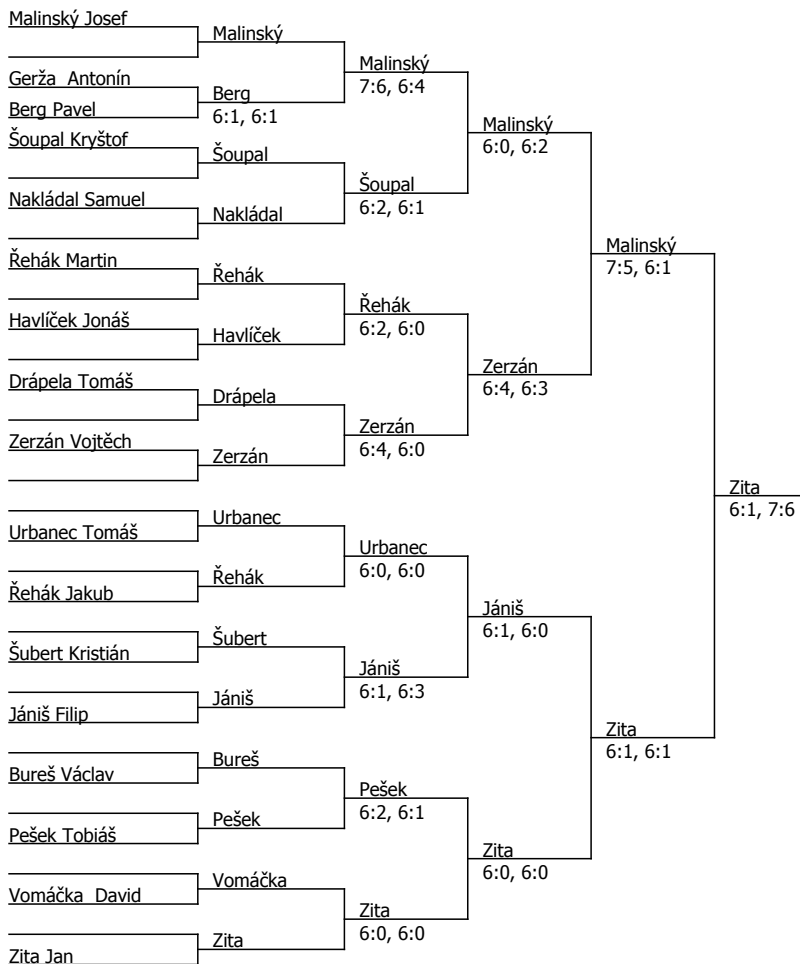 Malinský Josef
Gerža  Antonín
Berg Pavel
Šoupal Kryštof
Nakládal Samuel
Řehák Martin
Havlíček Jonáš
Drápela Tomáš
Zerzán Vojtěch
Urbanec Tomáš
Řehák Jakub
Šubert Kristián
Jániš Filip
Bureš Václav
Pešek Tobiáš
Vomáčka  David
Zita Jan
Malinský
Berg
6:1, 6:1
Šoupal
Nakládal
Řehák
Havlíček
Drápela
Zerzán
Urbanec
Řehák
Šubert
Jániš
Bureš
Pešek
Vomáčka
Zita
Malinský
7:6, 6:4
Šoupal
6:2, 6:1
Řehák
6:2, 6:0
Zerzán
6:4, 6:0
Urbanec
6:0, 6:0
Jániš
6:1, 6:3
Pešek
6:2, 6:1
Zita
6:0, 6:0
Malinský
6:0, 6:2
Zerzán
6:4, 6:3
Jániš
6:1, 6:0
Zita
6:0, 6:0
Malinský
7:5, 6:1
Zita
6:1, 6:1
Zita
6:1, 7:6